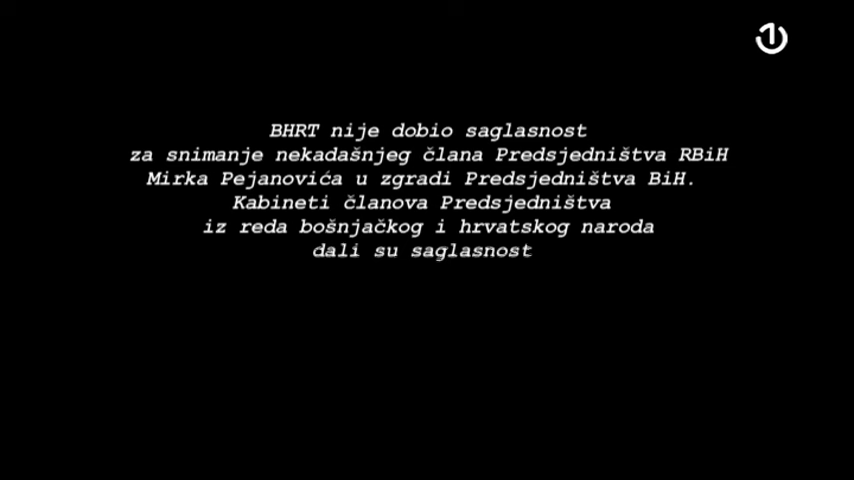 BHRT nije dobio saglasnost
za snimanje nekadašnjeg člana Predsjedništva RBiH
Mirka Pejanovića u zgradi Predsjedništva BiH.
Kabineti članova Predsjedništva
iz reda bošnjačkog i hrvatskog naroda
dali su saglasnost